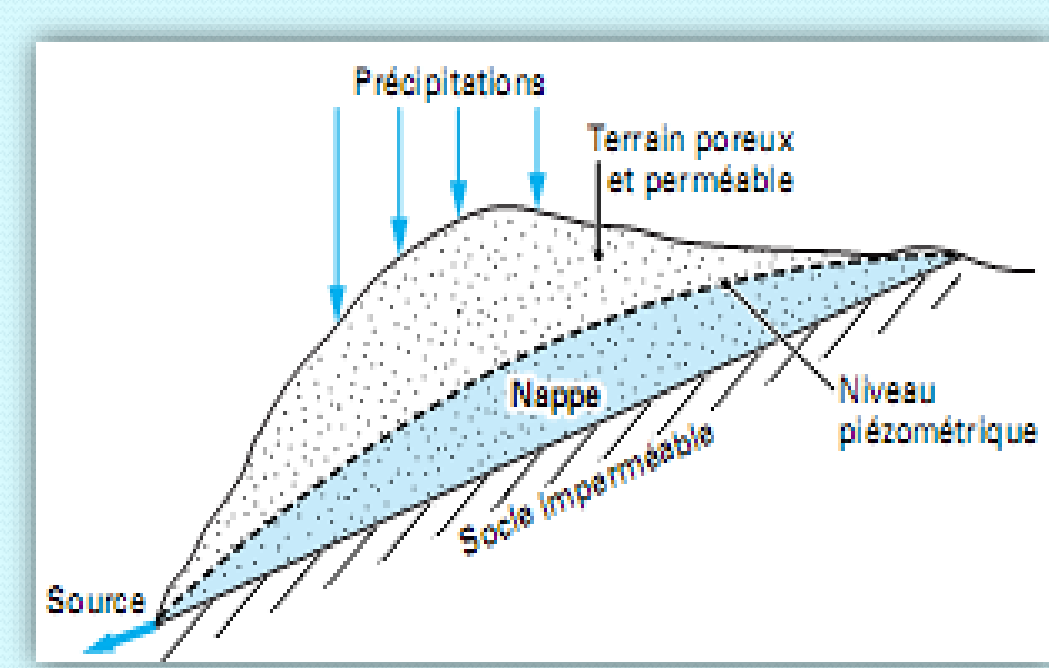 Précipitations
Terrain poreux
et perméable
Nappe
Niveau
piézométrique
Socle imperméable
Source